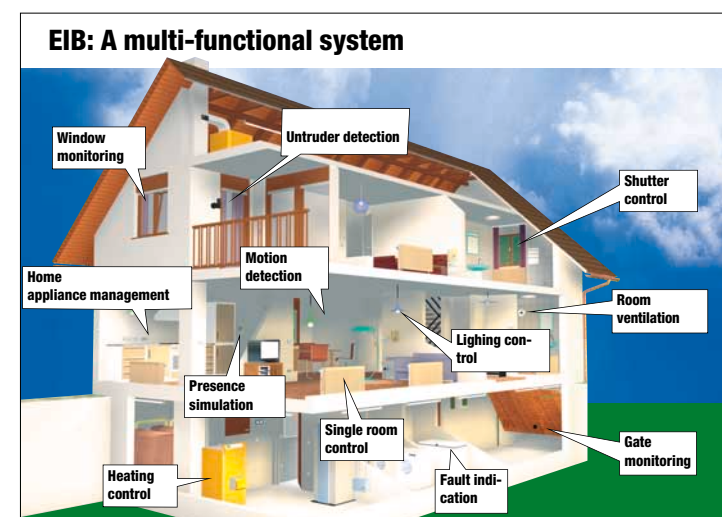 EIB: A multi-functional system
Window
monitoring
Untruder detection
Shutter
control
Motion
detection
Home
appliance management
Room
ventilation
Lighing con-
trol
Presence
simulation
Single room
control
Gate
monitoring
Heating
control
Fault indi-
cation